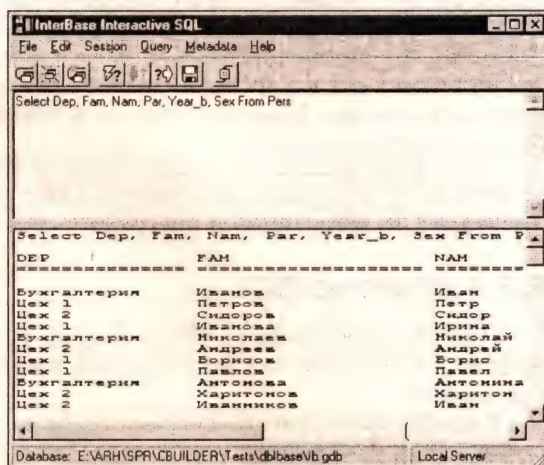 InterBase Interactive SQL
File Edit Session Query Metadata Help
Select Dep, Fam, Nam, Par, Year_b, Sex From Pers
Select Dep, Fam, Nam, Par, Year_b, Sex From P
DEP FAM NAM
Бухгалтерия Иванов Иван
Цех 1 Петров Петр
Цех 2 Сидоров Сидор
Цех 1 Иванова Ирина
Бухгалтерия Николаев Николай
Цех 2 Андреев Андрей
Цех 1 Борисов Борис
Цех 1 Павлов Павел
Бухгалтерия Антонова Антонина
Цех 2 Харитонов Харитон
Цех 2 Иванников Иван
Database: E:\ARH\SPR\CBUILDER\Tests\dblbase\Ib.gdb Local Server